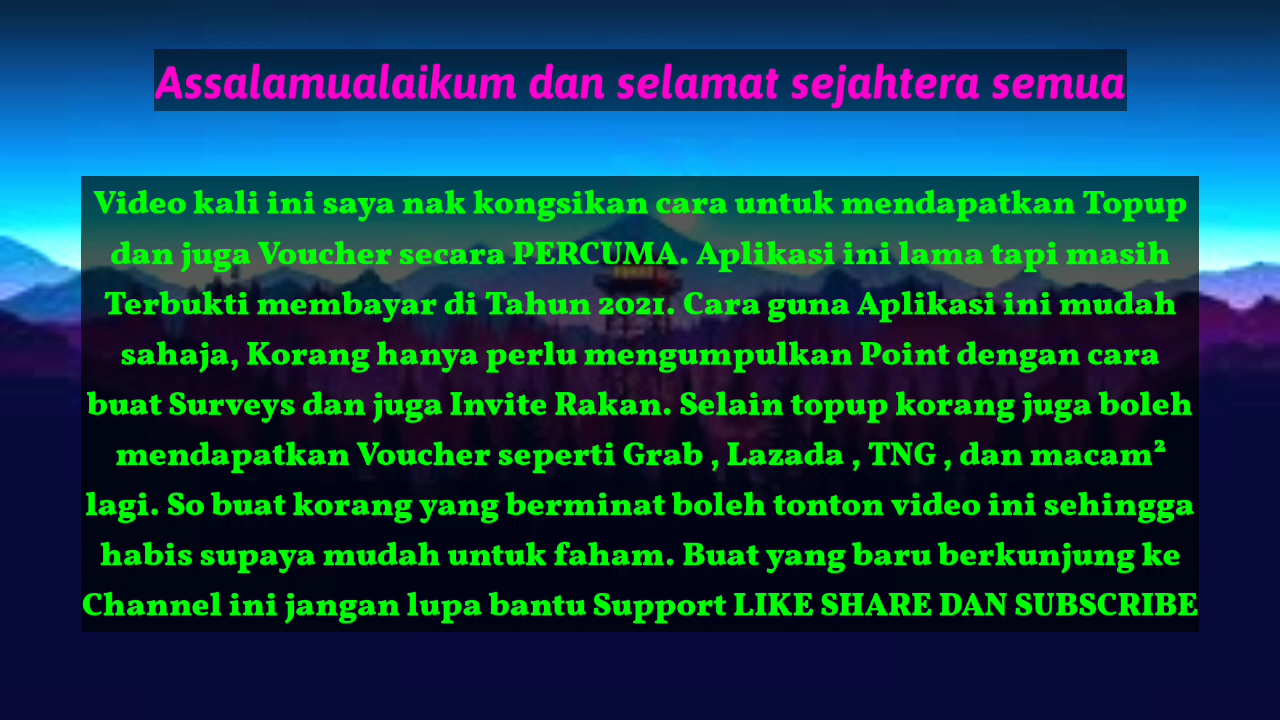 Assalamualaikum dan selamat sejahtera semua
Video kali ini saya nak kongsikan cara untuk mendapatkan Topup
dan juga Voucher secara PERCUMA. Aplikasi ini lama tapi masih
Terbukti membayar di Tahun 2021. Cara guna Aplikasi ini mudah
sahaja, Korang hanya perlu mengumpulkan Point dengan cara
buat Surveys dan juga Invite Rakan. Selain topup korang juga boleh
mendapatkan Voucher seperti Grab , Lazada , TNG , dan macam²
lagi. So buat korang yang berminat boleh tonton video ini sehingga
habis supaya mudah untuk faham. Buat yang baru berkunjung ke
Channel ini jangan lupa bantu Support LIKE SHARE DAN SUBSCRIBE